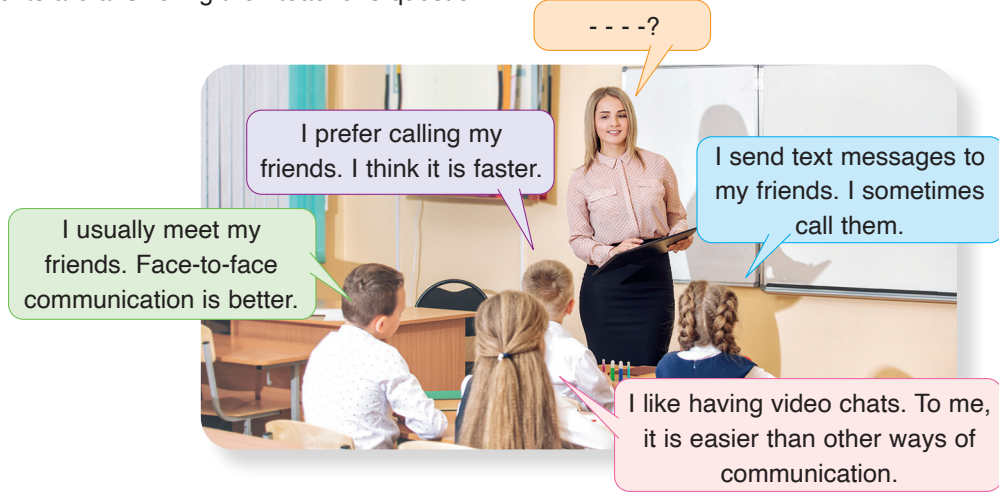 - - - -?
I prefer calling my
friends. I think it is faster.
I send text messages to
my friends. I sometimes
call them.
I usually meet my
friends. Face-to-face
communication is better.
I like having video chats. To me,
it is easier than other ways of
communication.